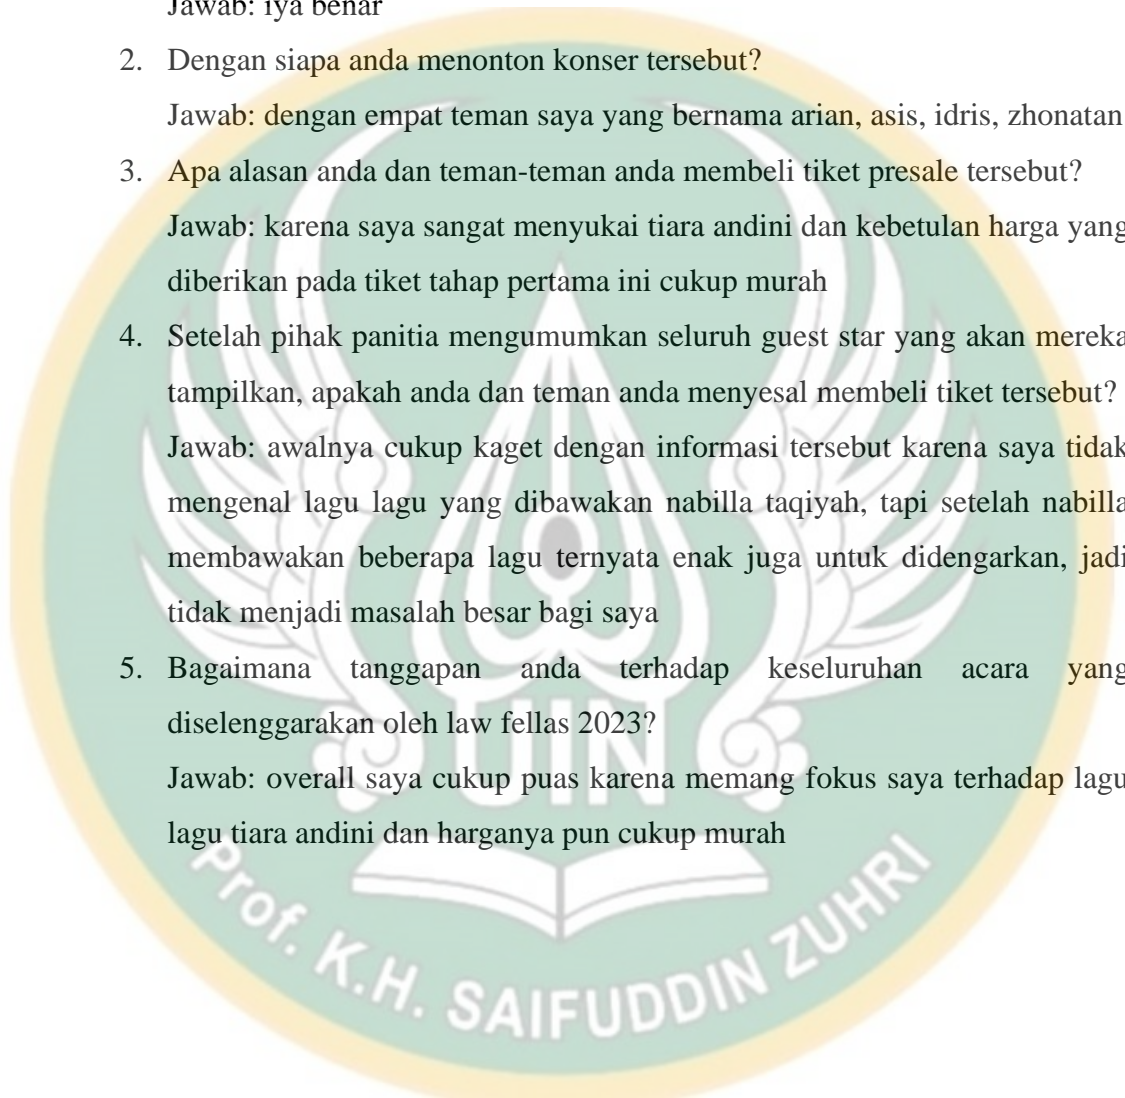 Jawab: iya benar
2. Dengan siapa anda menonton konser tersebut?
Jawab: dengan empat teman saya yang bernama arian, asis, idris, zhonatan
3. Apa alasan anda dan teman-teman anda membeli tiket presale tersebut?
Jawab: karena saya sangat menyukai tiara andini dan kebetulan harga yang
diberikan pada tiket tahap pertama ini cukup murah
4. Setelah pihak panitia mengumumkan seluruh guest star yang akan mereka
tampilkan, apakah anda dan teman anda menyesal membeli tiket tersebut?
Jawab: awalnya cukup kaget dengan informasi tersebut karena saya tidak
mengenal lagu lagu yang dibawakan nabilla taqiyah, tapi setelah nabilla
membawakan beberapa lagu ternyata enak juga untuk didengarkan, jadi
tidak menjadi masalah besar bagi saya
5. Bagaimana tanggapan anda terhadap keseluruhan acara yang
diselenggarakan oleh law fellas 2023?
Jawab: overall saya cukup puas karena memang fokus saya terhadap lagu
lagu tiara andini dan harganya pun cukup murah
UIN
Prof. K.H. SAIFUDDIN ZUHRI